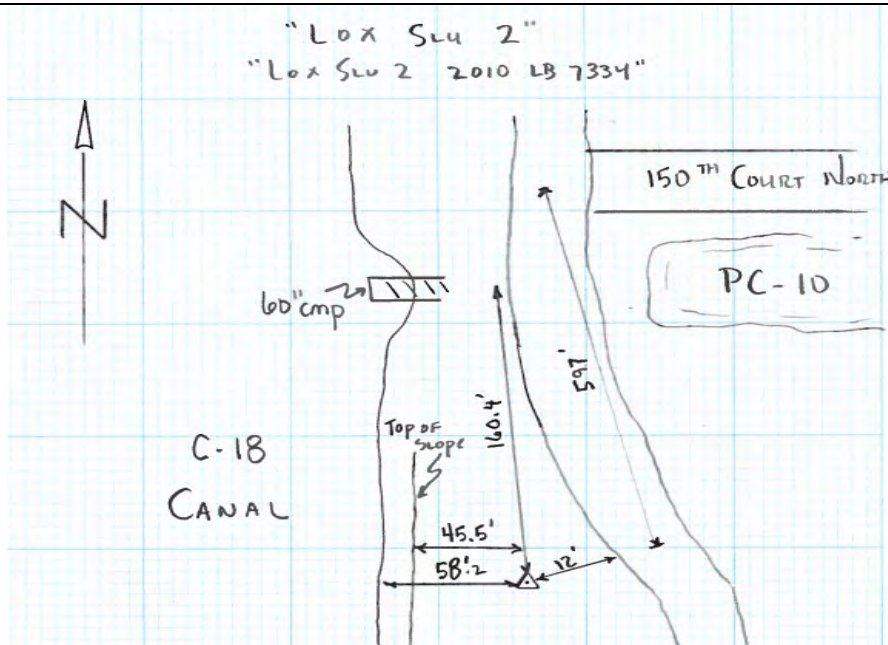 "LOX SLU 2"
"LOX SLU 2 2010 LB 7334"
N
150TH COURT NORTH
60" cmp
PC-10
597'
160.4'
TOP OF
SLOPE
C-18
CANAL
45.5'
58'.2
12'